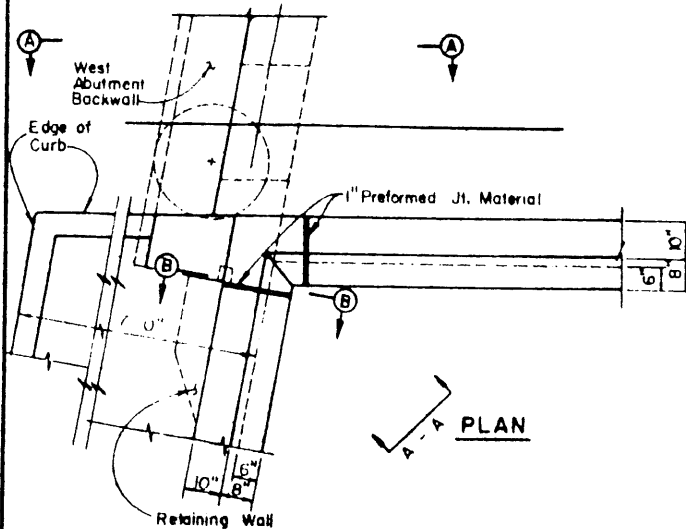 A
A
West
Abutment
Backwall
Edge of
Curb
1" Preformed Jt. Material
10"
8"
6"
B
B
A - A
PLAN
6"
10"
8"
Retaining Wall